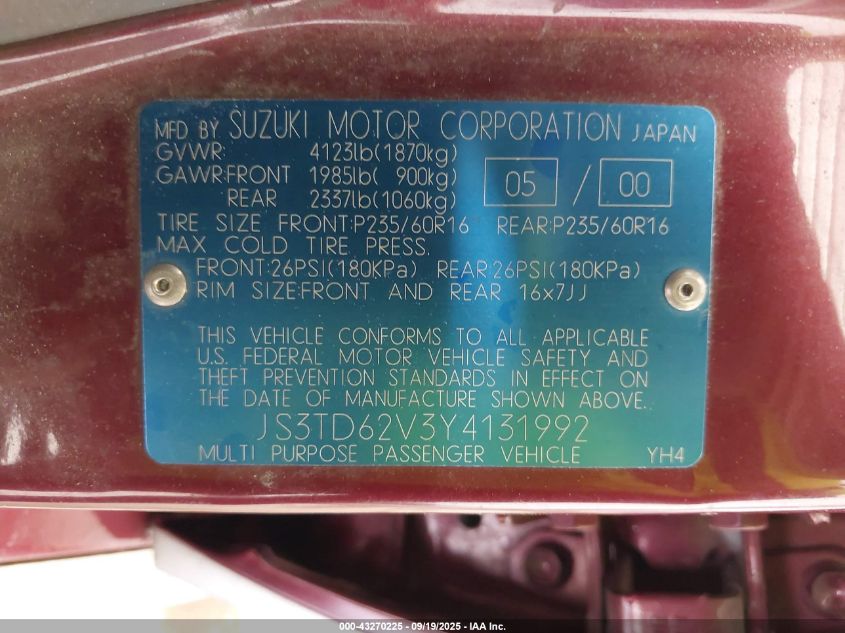 MFD BY SUZUKI MOTOR CORPORATION JAPAN
GVWR: 4123lb(1870kg)
GAWR:FRONT 1985lb( 900kg) 05 / 00
REAR 2337lb(1060kg)
TIRE SIZE FRONT:P235/60R16 REAR:P235/60R16
MAX COLD TIRE PRESS.
FRONT:26PSI(180KPa) REAR:26PSI(180KPa)
RIM SIZE:FRONT AND REAR 16x7JJ
THIS VEHICLE CONFORMS TO ALL APPLICABLE
U.S. FEDERAL MOTOR VEHICLE SAFETY AND
THEFT PREVENTION STANDARDS IN EFFECT ON
THE DATE OF MANUFACTURE SHOWN ABOVE.
JS3TD62V3Y4131992
MULTI PURPOSE PASSENGER VEHICLE YH4
000-43270225 - 09/19/2025 - IAA Inc.